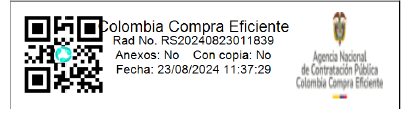 Colombia Compra Eficiente
Rad No. RS20240823011839
Anexos: No Con copia: No
Fecha: 23/08/2024 11:37:29
Agencia Nacional
de Contratación Pública
Colombia Compra Eficiente